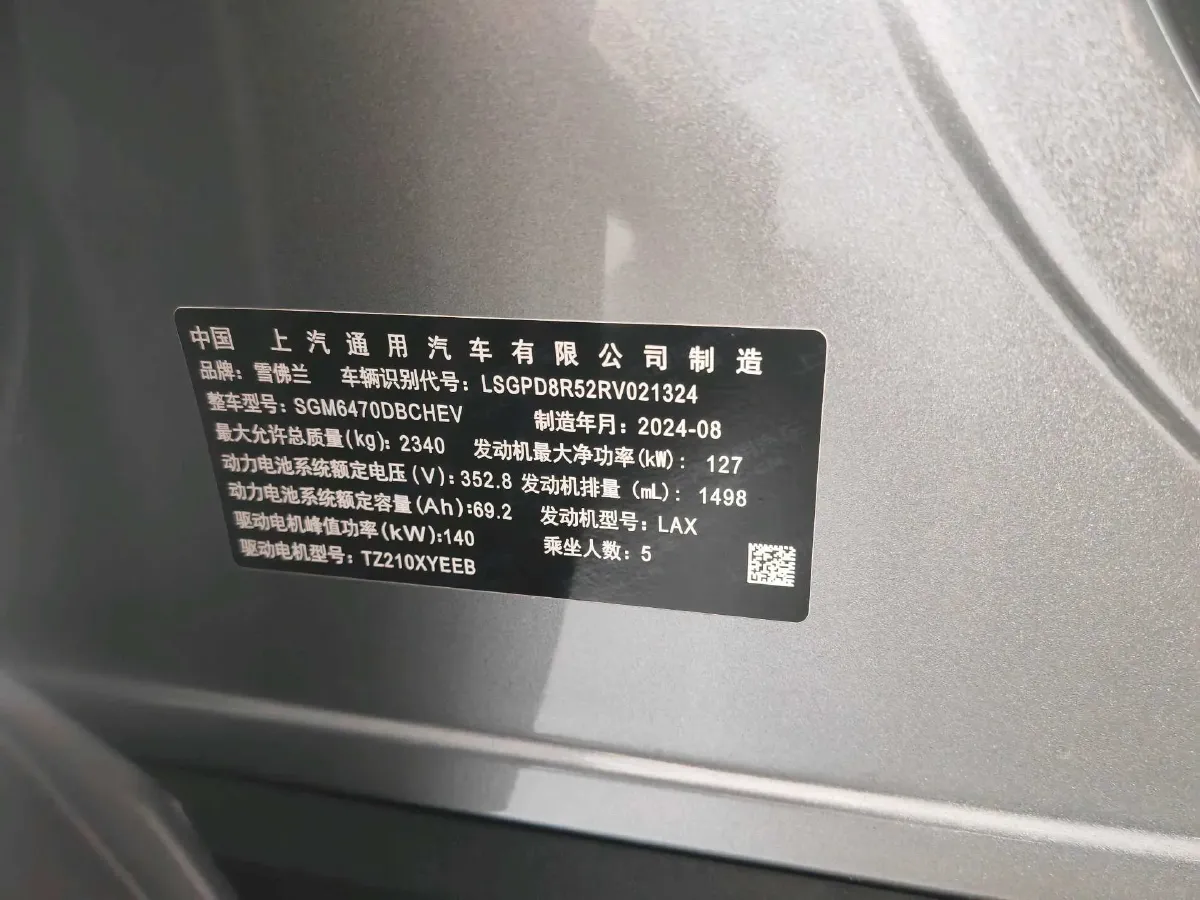 中国 上汽通用汽车有限公司制造
品牌：雪佛兰 车辆识别代号：LSGPD8R52RV021324
整车型号：SGM6470DBCHEV 制造年月：2024-08
最大允许总质量(kg)：2340 发动机最大净功率(kW)：127
动力电池系统额定电压(V)：352.8 发动机排量（mL）：1498
动力电池系统额定容量(Ah):69.2 发动机型号：LAX
驱动电机峰值功率(kW):140 乘坐人数：5
驱动电机型号：TZ210XYEEB